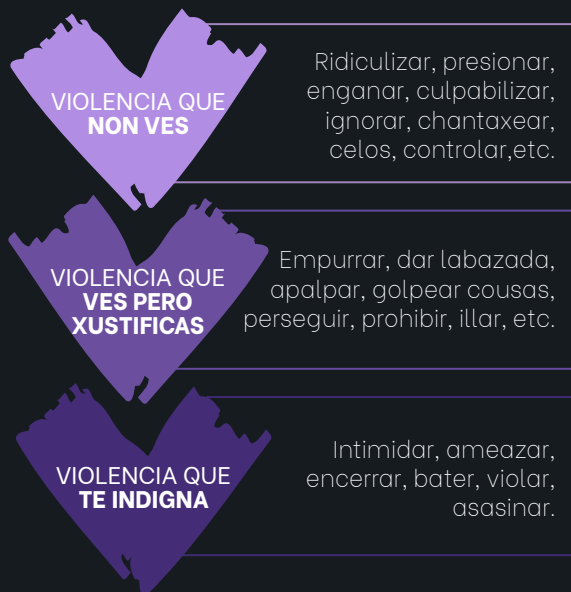 VIOLENCIA QUE
NON VES
Ridiculizar, presionar,
enganar, culpabilizar,
ignorar, chantaxear,
celos, controlar,etc.
VIOLENCIA QUE
VES PERO
XUSTIFICAS
Empurrar, dar labazada,
apalpar, golpear cousas,
perseguir, prohibir, illar, etc.
VIOLENCIA QUE
TE INDIGNA
Intimidar, ameazar,
encerrar, bater, violar,
asasinar.